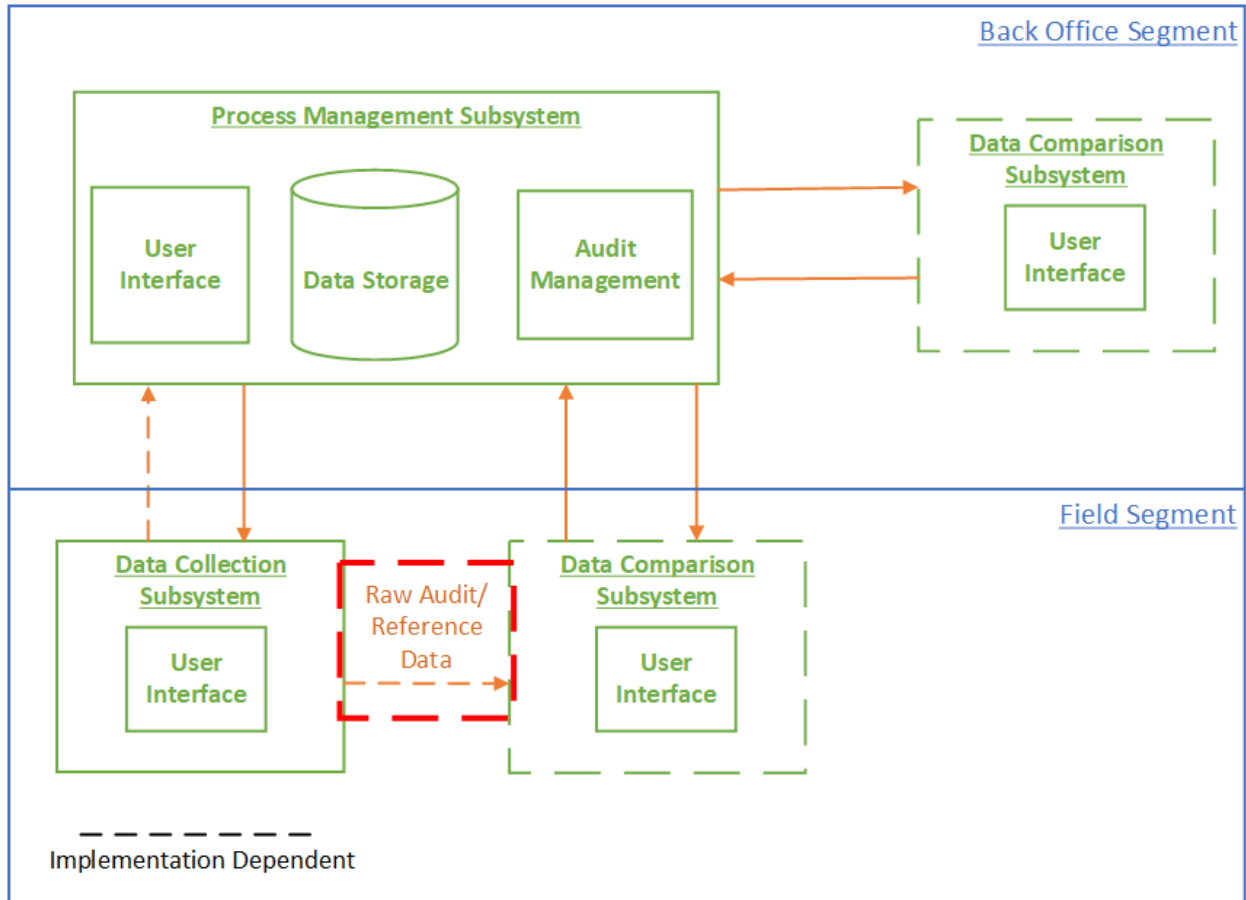 Back Office Segment
Process Management Subsystem
User
Interface
Data Storage
Audit
Management
Data Comparison
Subsystem
User
Interface
Field Segment
Data Collection
Subsystem
User
Interface
Raw Audit/
Reference
Data
Data Comparison
Subsystem
User
Interface
Implementation Dependent